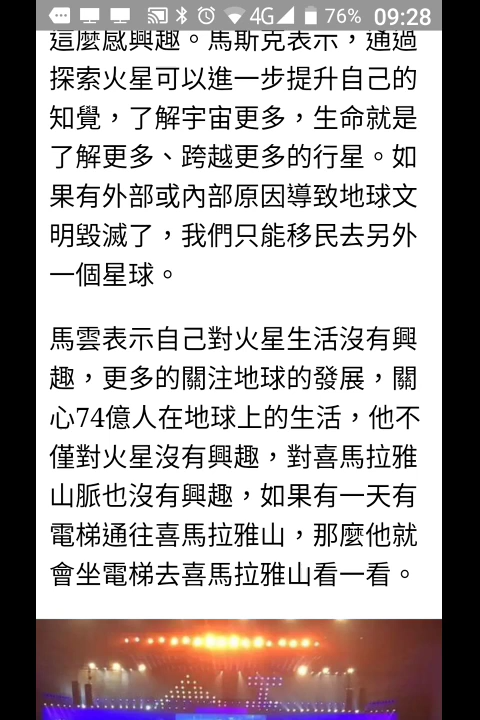 4G 76% 09:28
這麼感興趣。馬斯克表示，通過
探索火星可以進一步提升自己的
知覺，了解宇宙更多，生命就是
了解更多、跨越更多的行星。如
果有外部或內部原因導致地球文
明毀滅了，我們只能移民去另外
一個星球。
馬雲表示自己對火星生活沒有興
趣，更多的關注地球的發展，關
心74億人在地球上的生活，他不
僅對火星沒有興趣，對喜馬拉雅
山脈也沒有興趣，如果有一天有
電梯通往喜馬拉雅山，那麼他就
會坐電梯去喜馬拉雅山看一看。